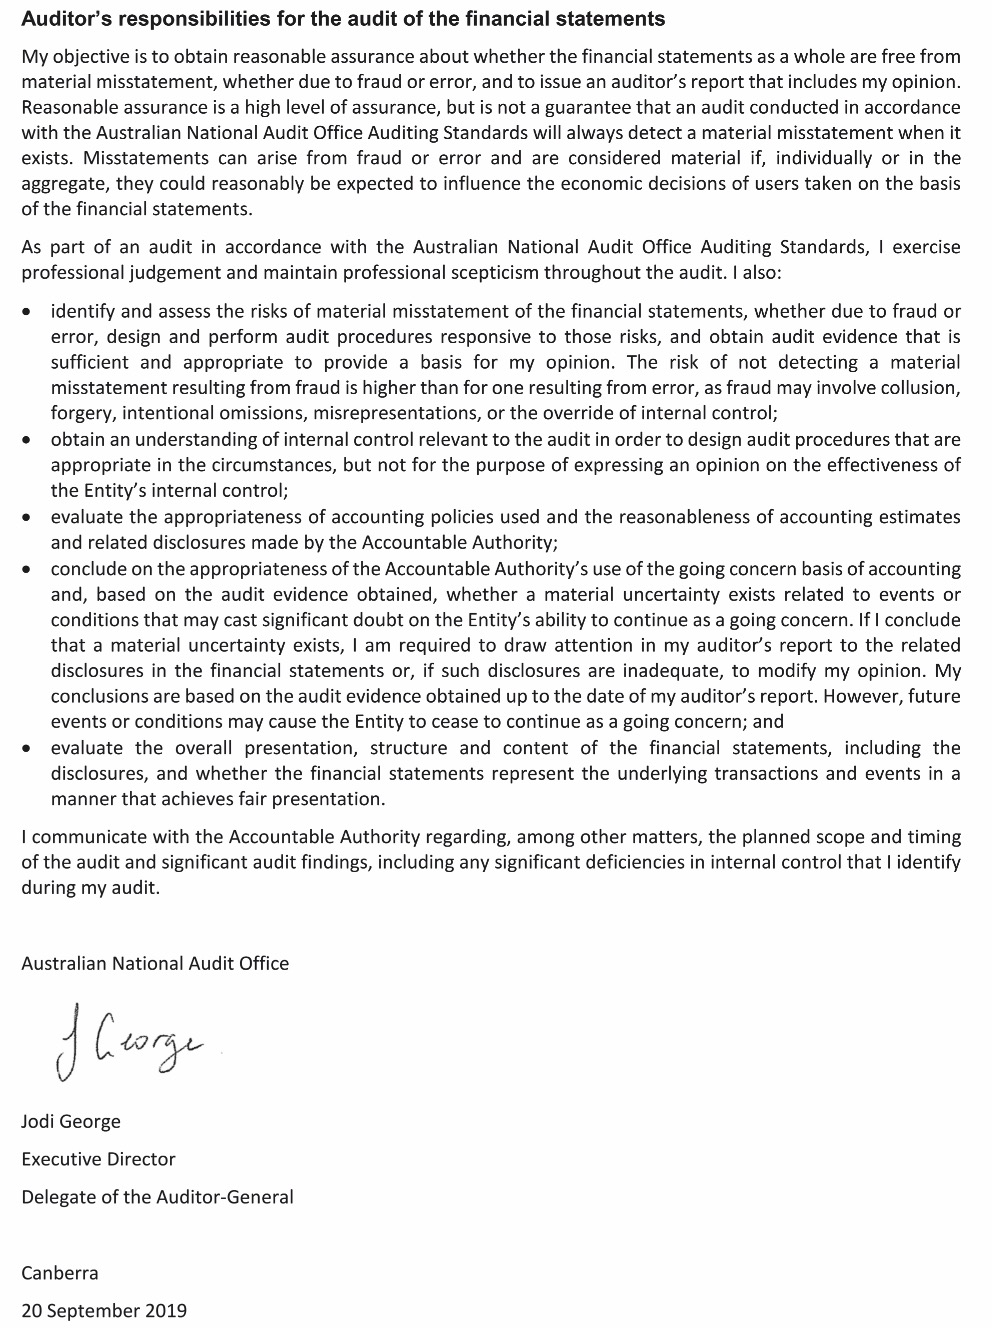 Auditor’s responsibilities for the audit of the financial statements
My objective is to obtain reasonable assurance about whether the financial statements as a whole are free from
material misstatement, whether due to fraud or error, and to issue an auditor’s report that includes my opinion.
Reasonable assurance is a high level of assurance, but is not a guarantee that an audit conducted in accordance
with the Australian National Audit Office Auditing Standards will always detect a material misstatement when it
exists. Misstatements can arise from fraud or error and are considered material if, individually or in the
aggregate, they could reasonably be expected to influence the economic decisions of users taken on the basis
of the financial statements.
As part of an audit in accordance with the Australian National Audit Office Auditing Standards, I exercise
professional judgement and maintain professional scepticism throughout the audit. I also:
• identify and assess the risks of material misstatement of the financial statements, whether due to fraud or
error, design and perform audit procedures responsive to those risks, and obtain audit evidence that is
sufficient and appropriate to provide a basis for my opinion. The risk of not detecting a material
misstatement resulting from fraud is higher than for one resulting from error, as fraud may involve collusion,
forgery, intentional omissions, misrepresentations, or the override of internal control;
• obtain an understanding of internal control relevant to the audit in order to design audit procedures that are
appropriate in the circumstances, but not for the purpose of expressing an opinion on the effectiveness of
the Entity’s internal control;
• evaluate the appropriateness of accounting policies used and the reasonableness of accounting estimates
and related disclosures made by the Accountable Authority;
• conclude on the appropriateness of the Accountable Authority’s use of the going concern basis of accounting
and, based on the audit evidence obtained, whether a material uncertainty exists related to events or
conditions that may cast significant doubt on the Entity’s ability to continue as a going concern. If I conclude
that a material uncertainty exists, I am required to draw attention in my auditor’s report to the related
disclosures in the financial statements or, if such disclosures are inadequate, to modify my opinion. My
conclusions are based on the audit evidence obtained up to the date of my auditor’s report. However, future
events or conditions may cause the Entity to cease to continue as a going concern; and
• evaluate the overall presentation, structure and content of the financial statements, including the
disclosures, and whether the financial statements represent the underlying transactions and events in a
manner that achieves fair presentation.
I communicate with the Accountable Authority regarding, among other matters, the planned scope and timing
of the audit and significant audit findings, including any significant deficiencies in internal control that I identify
during my audit.
Australian National Audit Office
J George
Jodi George
Executive Director
Delegate of the Auditor-General
Canberra
20 September 2019